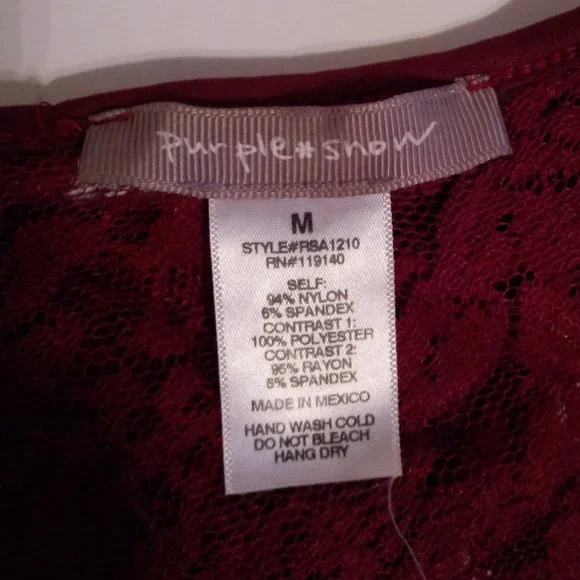 purple#snow
M
STYLE#RSA1210
RN#119140
SELF:
94% NYLON
6% SPANDEX
CONTRAST 1:
100% POLYESTER
CONTRAST 2:
95% RAYON
5% SPANDEX
MADE IN MEXICO
HAND WASH COLD
DO NOT BLEACH
HANG DRY